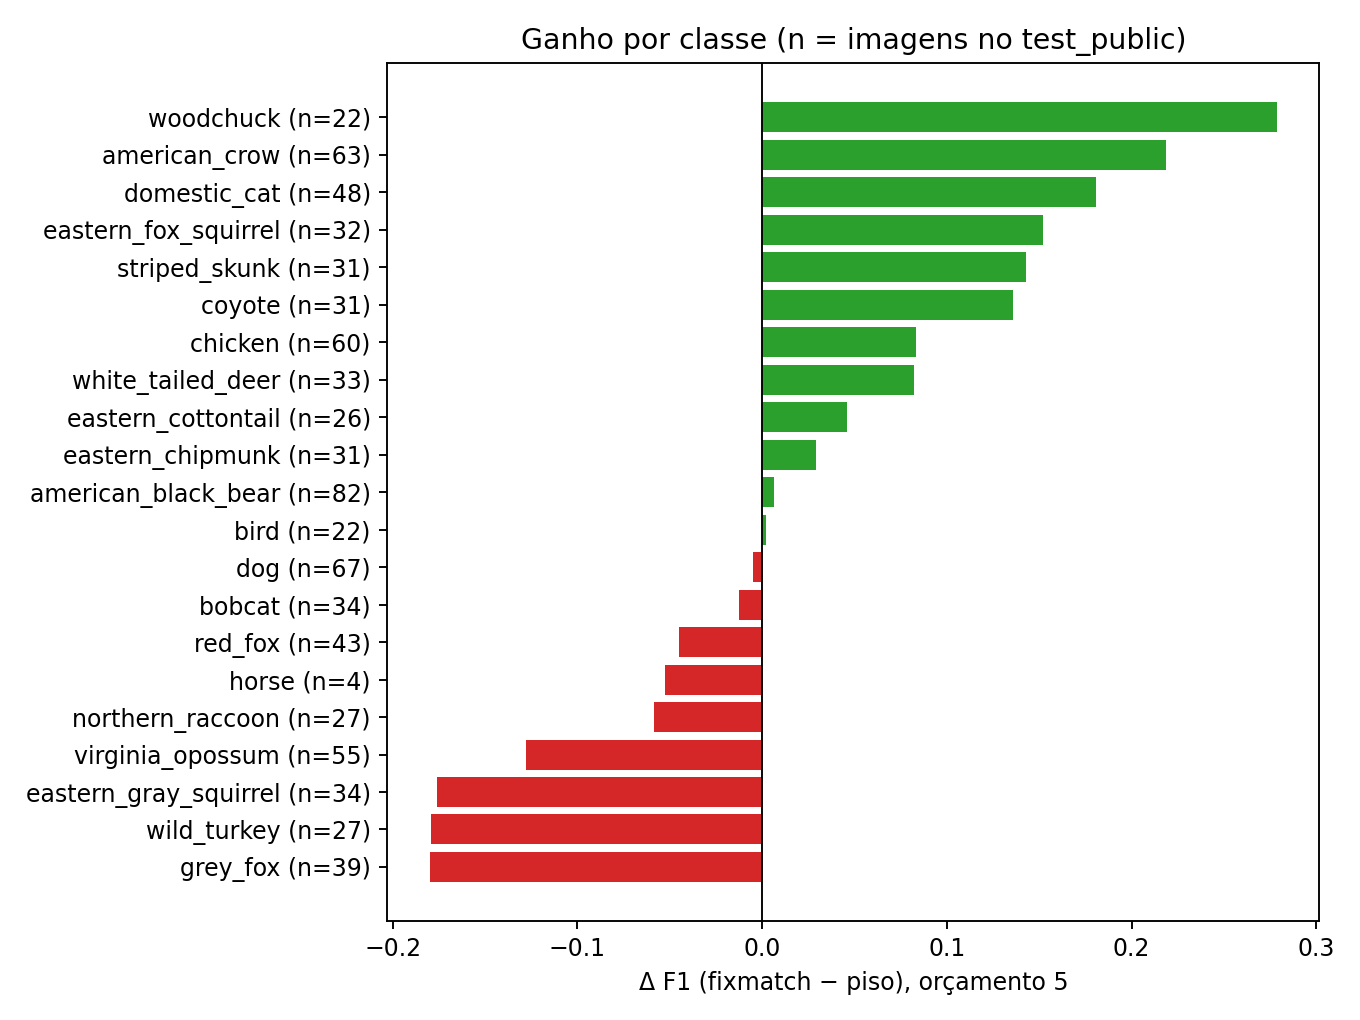 Ganho por classe (n = imagens no test_public)
woodchuck (n=22)
american_crow (n=63)
domestic_cat (n=48)
eastern_fox_squirrel (n=32)
striped_skunk (n=31)
coyote (n=31)
chicken (n=60)
white_tailed_deer (n=33)
eastern_cottontail (n=26)
eastern_chipmunk (n=31)
american_black_bear (n=82)
bird (n=22)
dog (n=67)
bobcat (n=34)
red_fox (n=43)
horse (n=4)
northern_raccoon (n=27)
virginia_opossum (n=55)
eastern_gray_squirrel (n=34)
wild_turkey (n=27)
grey_fox (n=39)
−0.2 −0.1 0.0 0.1 0.2 0.3
Δ F1 (fixmatch − piso), orçamento 5